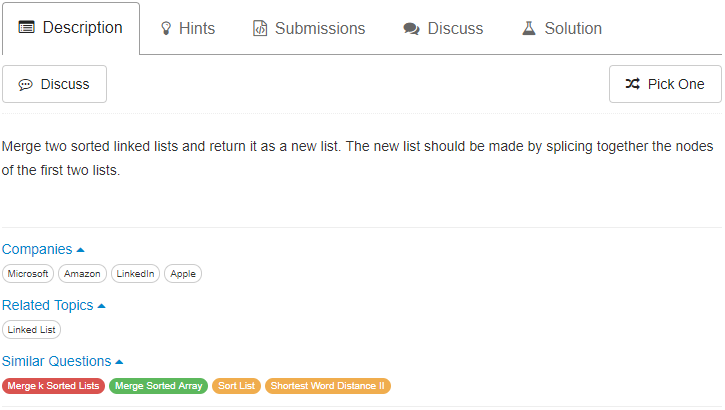 Description Hints Submissions Discuss Solution
Discuss Pick One
Merge two sorted linked lists and return it as a new list. The new list should be made by splicing together the nodes
of the first two lists.
Companies
Microsoft Amazon LinkedIn Apple
Related Topics
Linked List
Similar Questions
Merge k Sorted Lists Merge Sorted Array Sort List Shortest Word Distance II